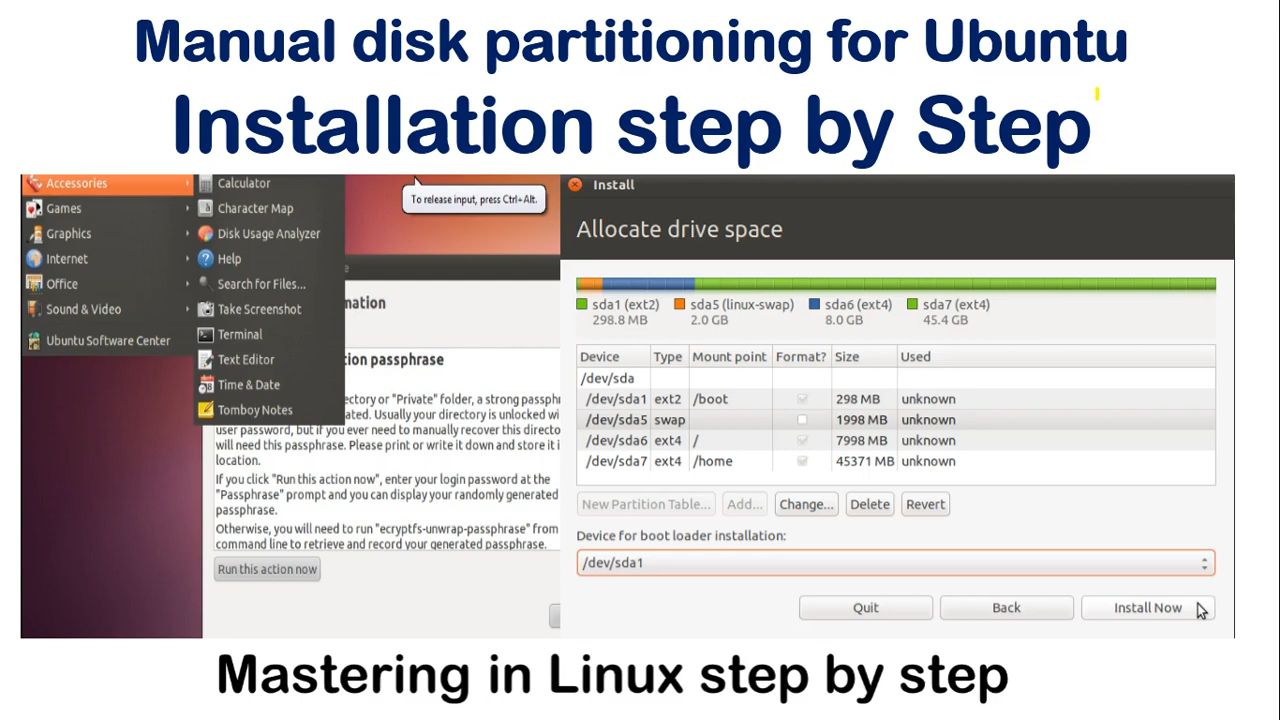 Manual disk partitioning for Ubuntu
Installation step by Step
Accessories
Games
Graphics
Internet
Office
Sound & Video
Ubuntu Software Center
Calculator
Character Map
Disk Usage Analyzer
Help
Search for Files...
Take Screenshot
Terminal
Text Editor
Time & Date
Tomboy Notes
To release input, press Ctrl+Alt.
mation
tion passphrase
ectory or "Private" folder, a strong passphr
ated. Usually your directory is unlocked wi
user password, but if you ever need to manually recover this directo
will need this passphrase. Please print or write it down and store it i
location.
If you click "Run this action now", enter your login password at the
"Passphrase" prompt and you can display your randomly generated
passphrase.
Otherwise, you will need to run "ecryptfs-unwrap-passphrase" from
command line to retrieve and record your generated passphrase.
Run this action now
Install
Allocate drive space
sda1 (ext2) sda5 (linux-swap) sda6 (ext4) sda7 (ext4)
298.8 MB 2.0 GB 8.0 GB 45.4 GB
Device Type Mount point Format? Size Used
/dev/sda
/dev/sda1 ext2 /boot 298 MB unknown
/dev/sda5 swap 1998 MB unknown
/dev/sda6 ext4 / 7998 MB unknown
/dev/sda7 ext4 /home 45371 MB unknown
New Partition Table... Add... Change... Delete Revert
Device for boot loader installation:
/dev/sda1
Quit Back Install Now
Mastering in Linux step by step